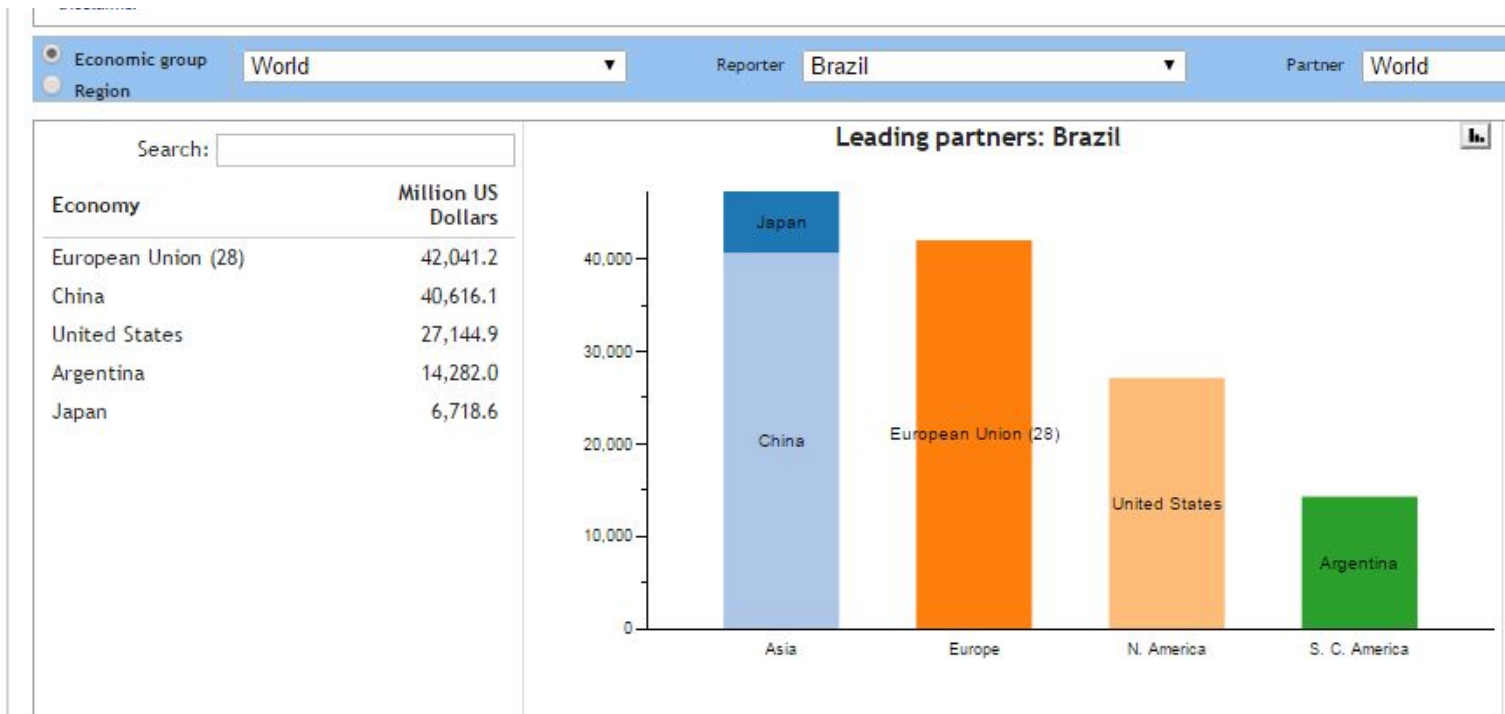 Economic group
World
Reporter
Brazil
Partner
World
Region
Search:
Economy
Million US
Dollars
European Union (28) 42,041.2
China 40,616.1
United States 27,144.9
Argentina 14,282.0
Japan 6,718.6
Leading partners: Brazil
40,000
30,000
20,000
10,000
0
Japan
China
European Union (28)
United States
Argentina
Asia
Europe
N. America
S. C. America